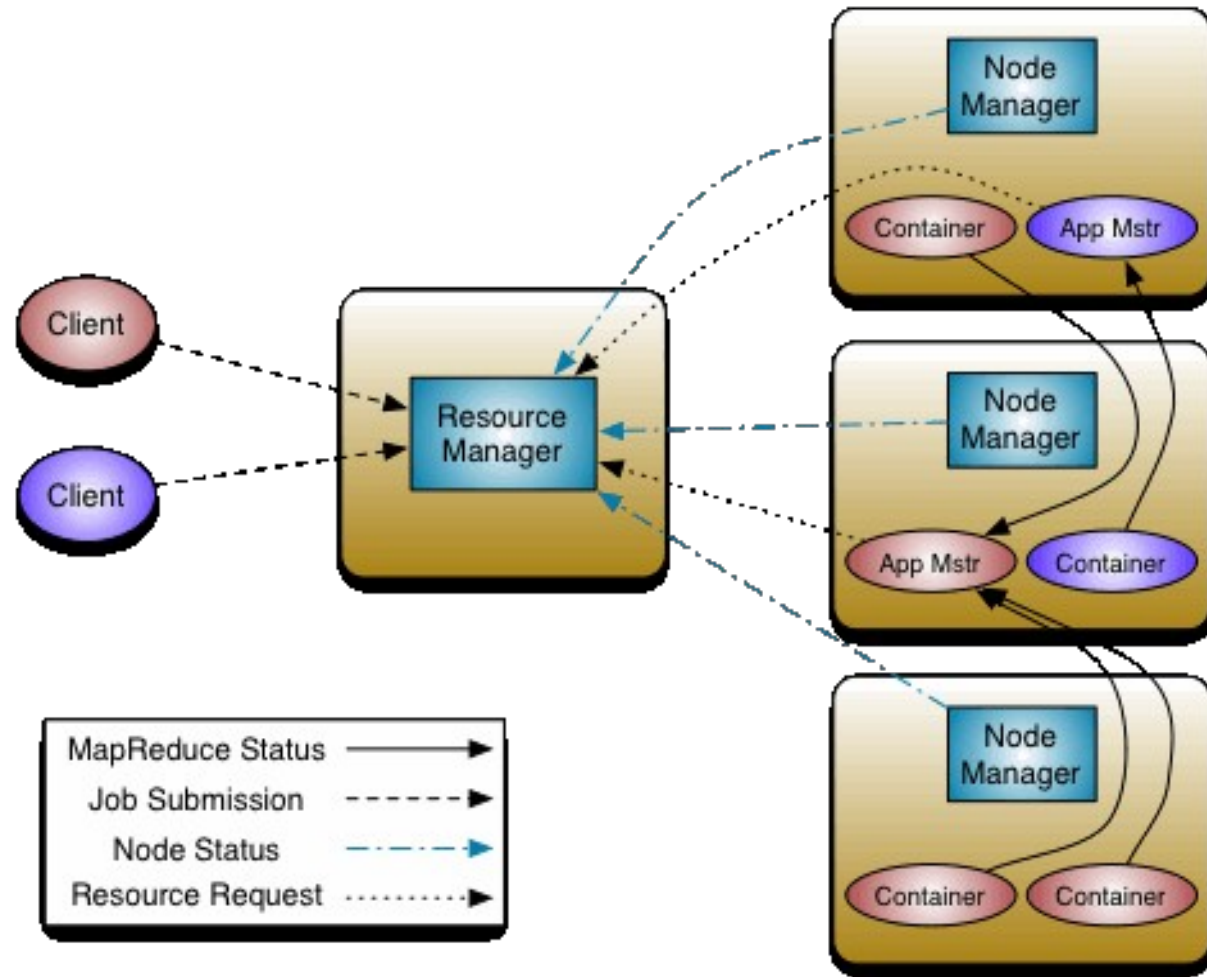 Node
Manager
Container
App Mstr
Client
Client
Resource
Manager
Node
Manager
App Mstr
Container
Node
Manager
Container
Container
MapReduce Status
Job Submission
Node Status
Resource Request